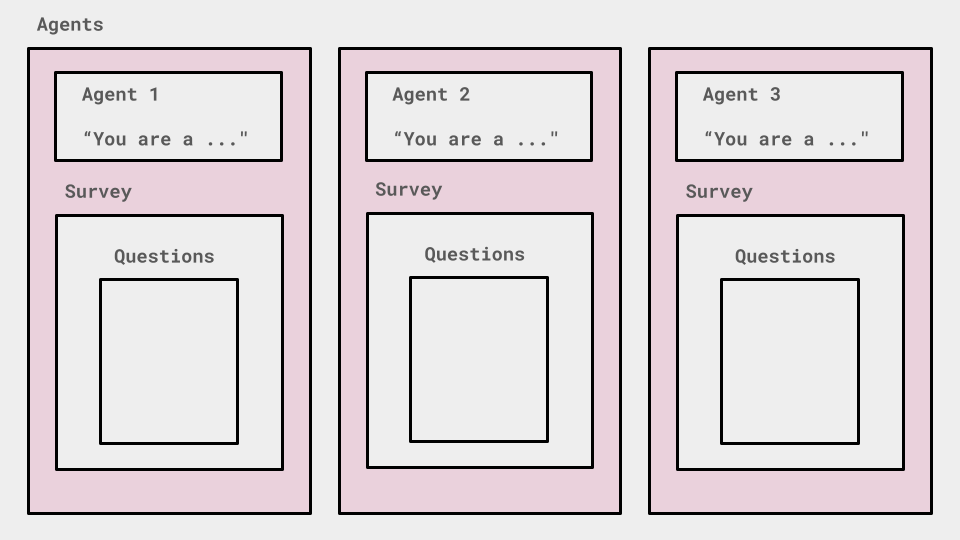 Agents
Agent 1
“You are a ..."
Survey
Questions
Agent 2
“You are a ..."
Survey
Questions
Agent 3
“You are a ..."
Survey
Questions